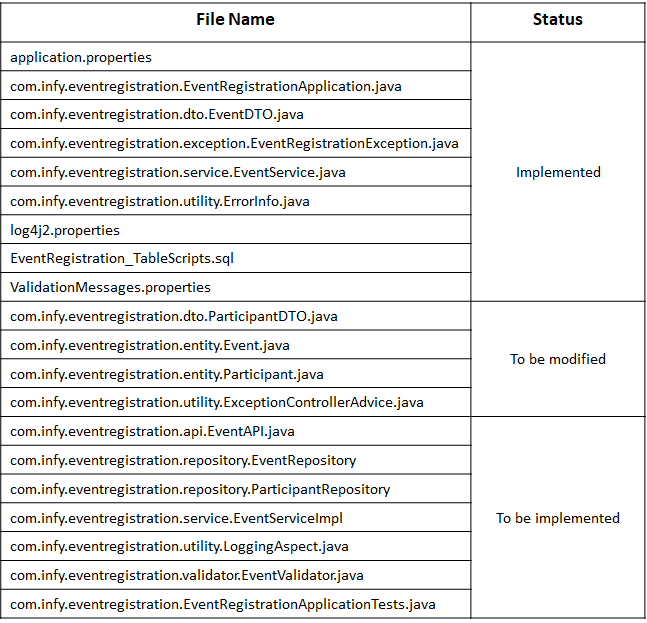 File Name
Status
application.properties
com.infy.eventregistration.EventRegistrationApplication.java
com.infy.eventregistration.dto.EventDTO.java
com.infy.eventregistration.exception.EventRegistrationException.java
com.infy.eventregistration.service.EventService.java
Implemented
com.infy.eventregistration.utility.ErrorInfo.java
log4j2.properties
EventRegistration_TableScripts.sql
ValidationMessages.properties
com.infy.eventregistration.dto.ParticipantDTO.java
com.infy.eventregistration.entity.Event.java
To be modified
com.infy.eventregistration.entity.Participant.java
com.infy.eventregistration.utility.ExceptionControllerAdvice.java
com.infy.eventregistration.api.EventAPI.java
com.infy.eventregistration.repository.EventRepository
com.infy.eventregistration.repository.ParticipantRepository
com.infy.eventregistration.service.EventServiceImpl
To be implemented
com.infy.eventregistration.utility.LoggingAspect.java
com.infy.eventregistration.validator.EventValidator.java
com.infy.eventregistration.EventRegistrationApplicationTests.java